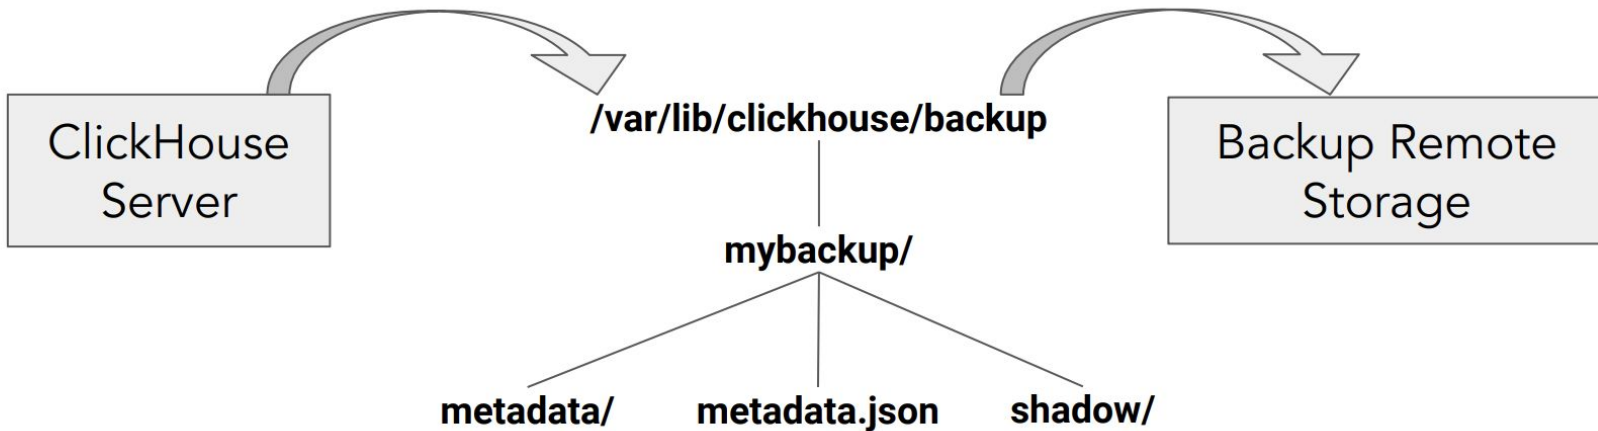 ClickHouse
Server
/var/lib/clickhouse/backup
Backup Remote
Storage
mybackup/
metadata/
metadata.json
shadow/